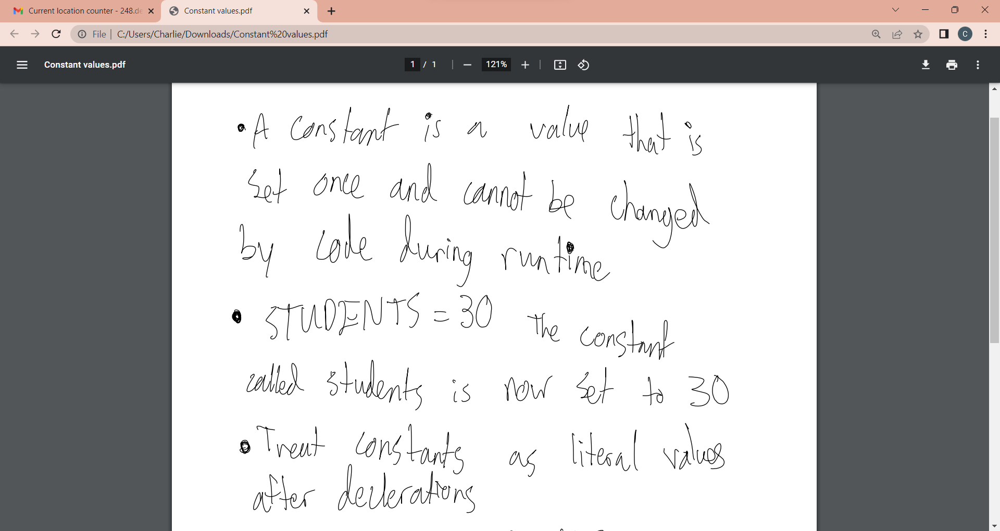 Current location counter - 248.de
Constant values.pdf
File
C:/Users/Charlie/Downloads/Constant%20values.pdf
C
Constant values.pdf
1 / 1
121%
• A constant is a value that is
set once and cannot be changed
by code during runtime
• STUDENTS = 30 The constant
called students is now set to 30
• Treat constants as literal values
after declerations